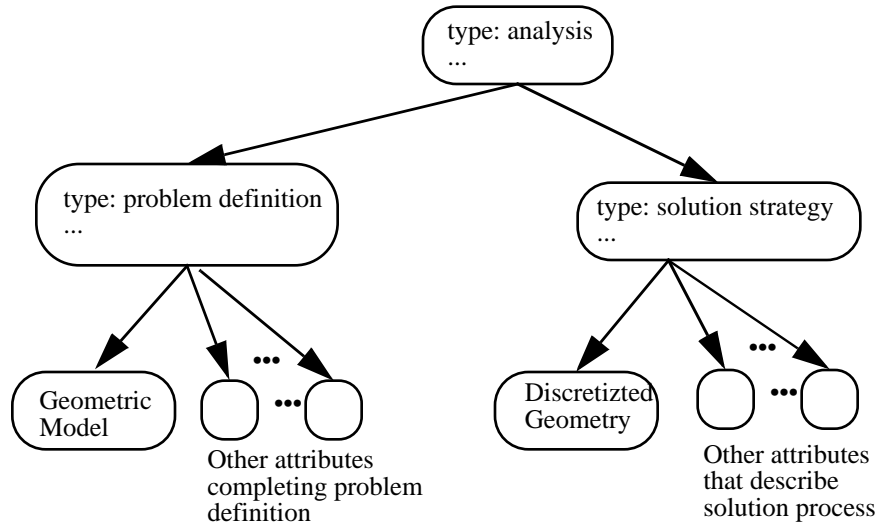 type: analysis
...
type: problem definition
...
type: solution strategy
...
Geometric
Model
Other attributes
completing problem
definition
Discretizted
Geometry
Other attributes
that describe
solution process